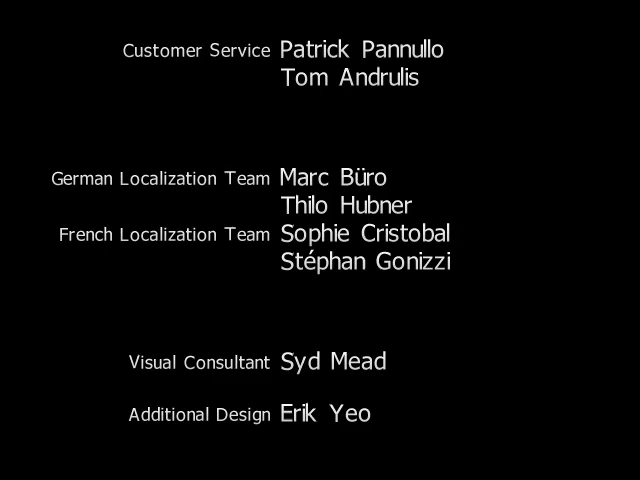 Customer Service Patrick Pannullo
Tom Andrulis
German Localization Team Marc Büro
Thilo Hubner
French Localization Team Sophie Cristobal
Stéphan Gonizzi
Visual Consultant Syd Mead
Additional Design Erik Yeo